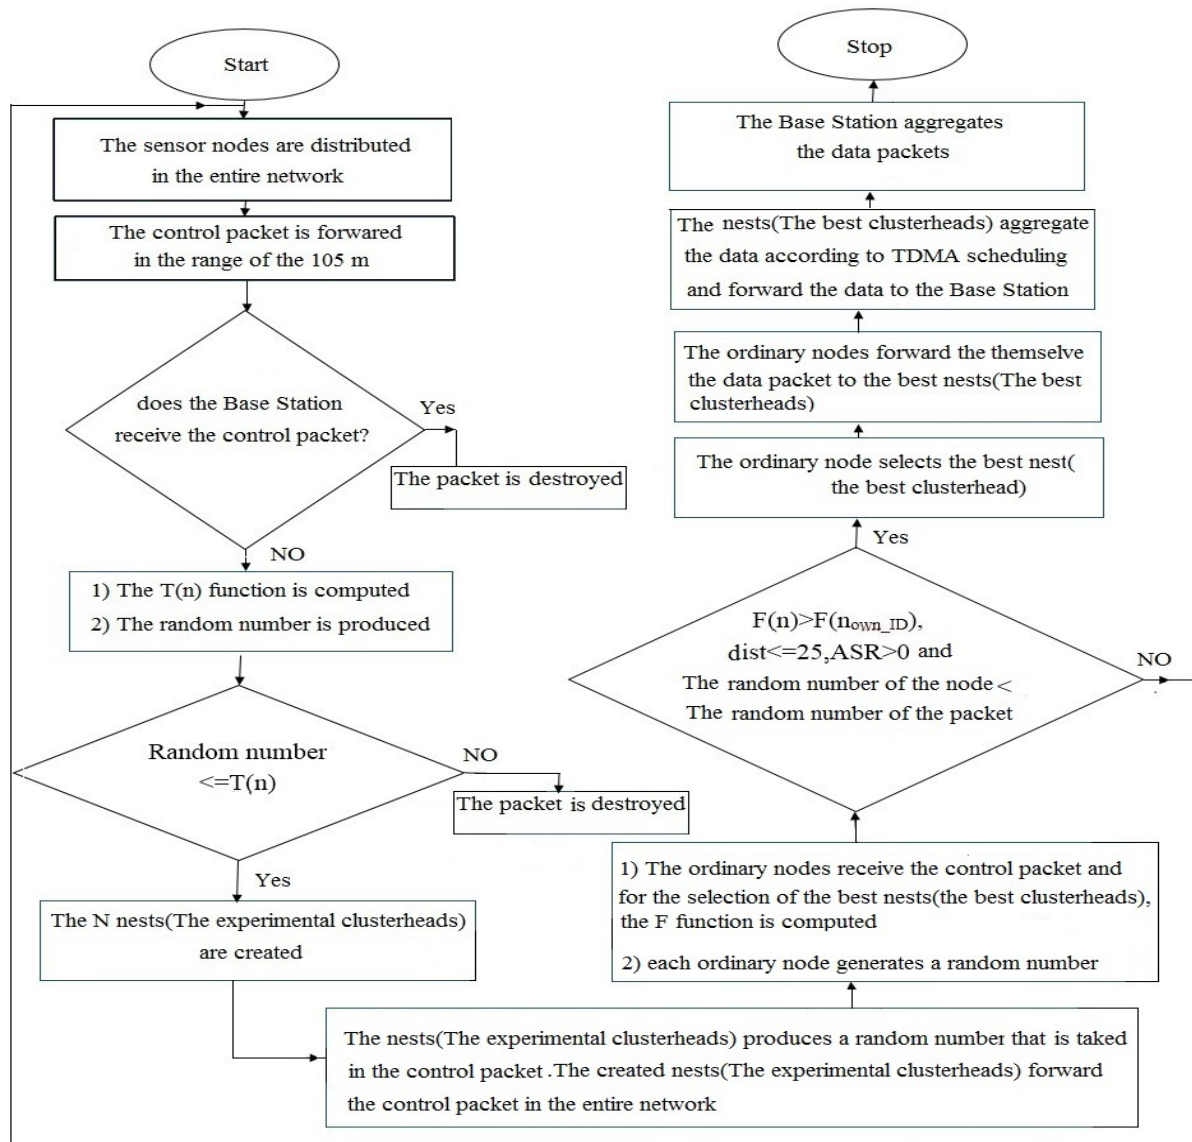 Start
The sensor nodes are distributed
in the entire network
The control packet is forwared
in the range of the 105 m
does the Base Station
receive the control packet?
Yes
The packet is destroyed
NO
1) The T(n) function is computed
2) The random number is produced
Random number
<=T(n)
NO
The packet is destroyed
Yes
The N nests(The experimental clusterheads)
are created
The nests(The experimental clusterheads) produces a random number that is taked
in the control packet.The created nests(The experimental clusterheads) forward
the control packet in the entire network
1) The ordinary nodes receive the control packet and
for the selection of the best nests(the best clusterheads),
the F function is computed
2) each ordinary node generates a random number
F(n)>F(nown_ID),
dist<=25,ASR>0 and
The random number of the node<
The random number of the packet
NO
Yes
The ordinary node selects the best nest(
the best clusterhead)
The ordinary nodes forward the themselve
the data packet to the best nests(The best
clusterheads)
The nests(The best clusterheads) aggregate
the data according to TDMA scheduling
and forward the data to the Base Station
The Base Station aggregates
the data packets
Stop